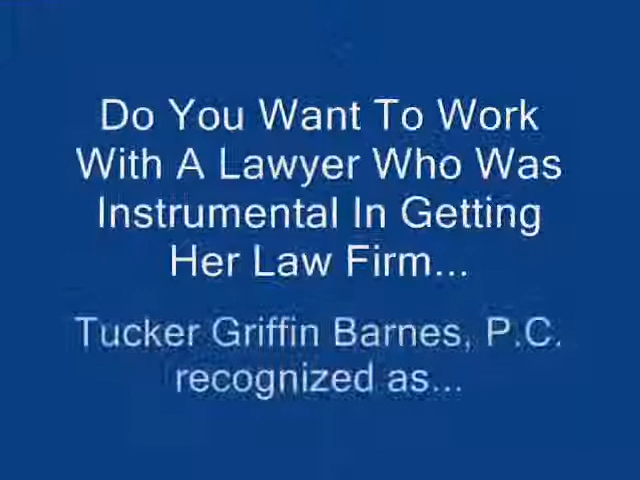 Do You Want To Work
With A Lawyer Who Was
Instrumental In Getting
Her Law Firm...
Tucker Griffin Barnes, P.C.
recognized as...